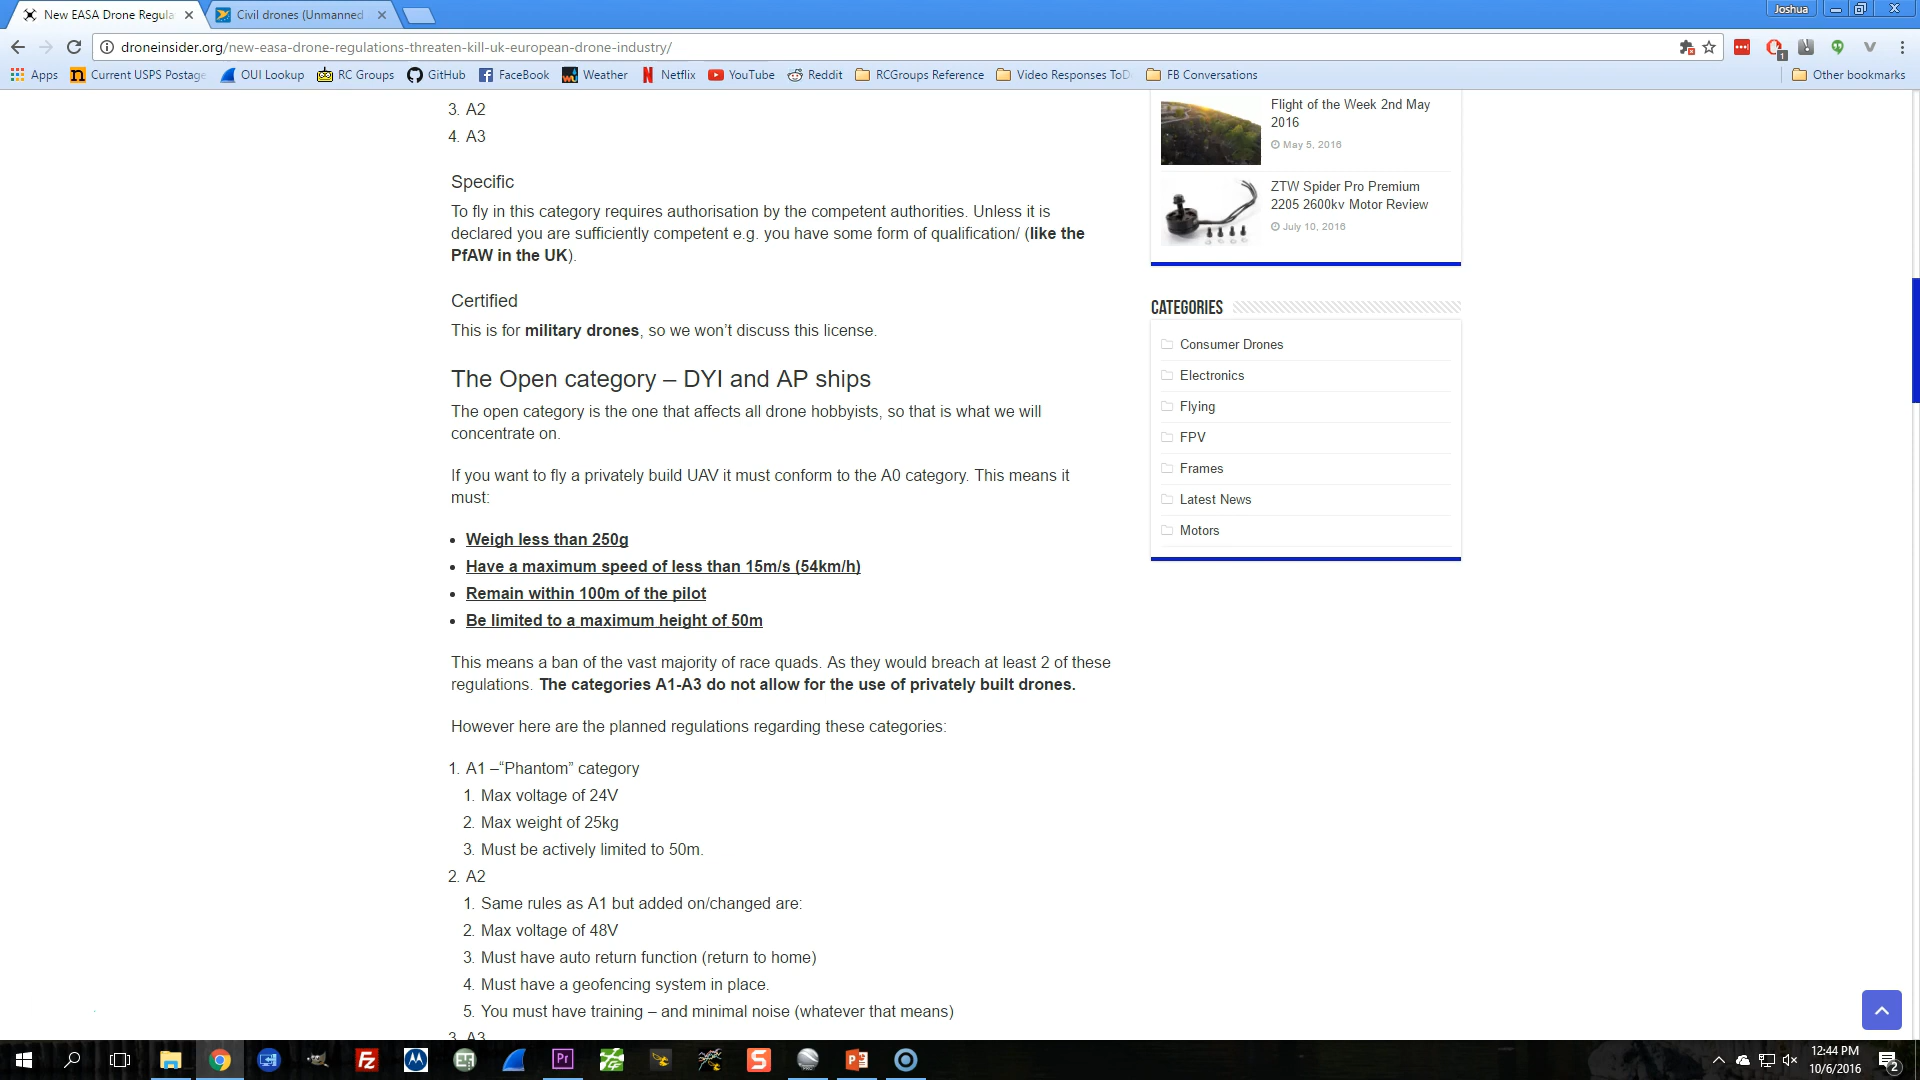 New EASA Drone Regula
Civil drones (Unmanned
Joshua
droneinsider.org/new-easa-drone-regulations-threaten-kill-uk-european-drone-industry/
1
Apps
Current USPS Postage
OUI Lookup
RC Groups
GitHub
FaceBook
Weather
Netflix
YouTube
Reddit
RCGroups Reference
Video Responses ToD
FB Conversations
Other bookmarks
3. A2
4. A3
Specific
To fly in this category requires authorisation by the competent authorities. Unless it is
declared you are sufficiently competent e.g. you have some form of qualification/ (like the
PfAW in the UK).
Certified
This is for military drones, so we won’t discuss this license.
The Open category – DYI and AP ships
The open category is the one that affects all drone hobbyists, so that is what we will
concentrate on.
If you want to fly a privately build UAV it must conform to the A0 category. This means it
must:
• Weigh less than 250g
• Have a maximum speed of less than 15m/s (54km/h)
• Remain within 100m of the pilot
• Be limited to a maximum height of 50m
This means a ban of the vast majority of race quads. As they would breach at least 2 of these
regulations. The categories A1-A3 do not allow for the use of privately built drones.
However here are the planned regulations regarding these categories:
1. A1 –“Phantom” category
1. Max voltage of 24V
2. Max weight of 25kg
3. Must be actively limited to 50m.
2. A2
1. Same rules as A1 but added on/changed are:
2. Max voltage of 48V
3. Must have auto return function (return to home)
4. Must have a geofencing system in place.
5. You must have training – and minimal noise (whatever that means)
3. A3
Flight of the Week 2nd May
2016
May 5, 2016
ZTW Spider Pro Premium
2205 2600kv Motor Review
July 10, 2016
CATEGORIES
Consumer Drones
Electronics
Flying
FPV
Frames
Latest News
Motors
Fz
Pr
S
P
12:44 PM
10/6/2016
2